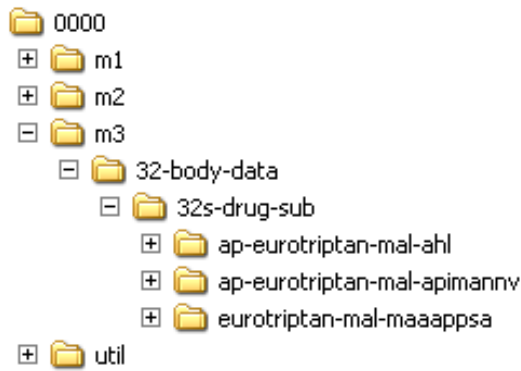 0000
m1
m2
m3
32-body-data
32s-drug-sub
ap-eurotriptan-mal-ahl
ap-eurotriptan-mal-apimannv
eurotriptan-mal-maaappsa
util